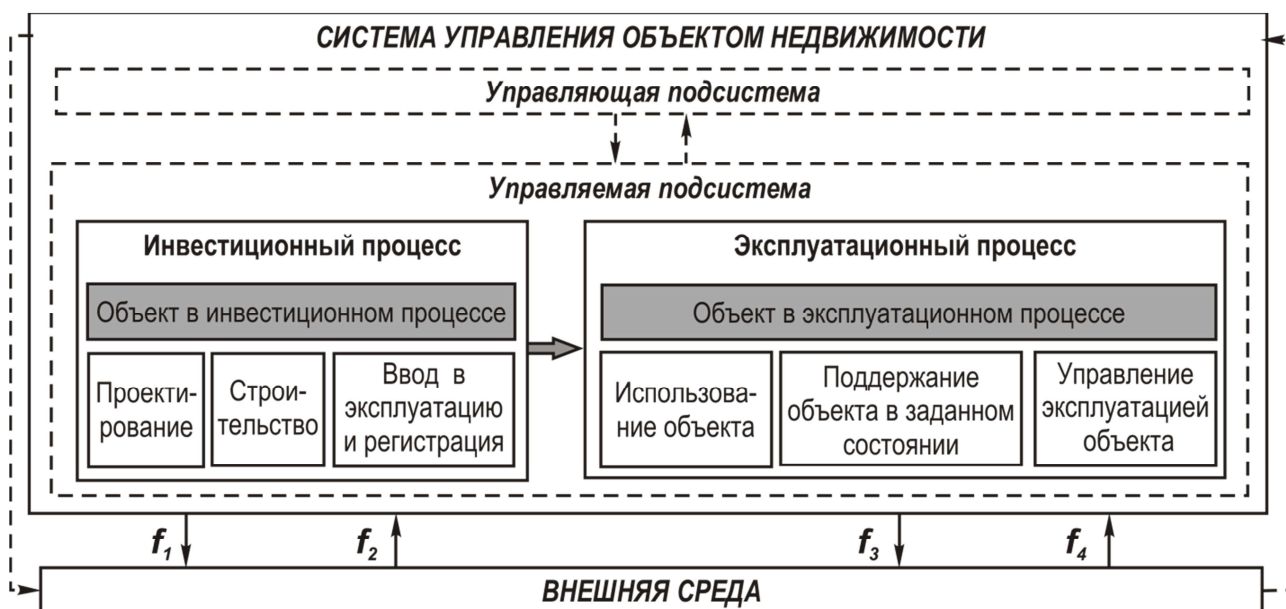 СИСТЕМА УПРАВЛЕНИЯ ОБЪЕКТОМ НЕДВИЖИМОСТИ
Управляющая подсистема
Управляемая подсистема
Инвестиционный процесс
Объект в инвестиционном процессе
Проекти-
рование
Строи-
тельство
Ввод в
эксплуатацию
и регистрация
Эксплуатационный процесс
Объект в эксплуатационном процессе
Использова-
ние объекта
Поддержание
объекта в заданном
состоянии
Управление
эксплуатацией
объекта
f1
f2
f3
f4
ВНЕШНЯЯ СРЕДА